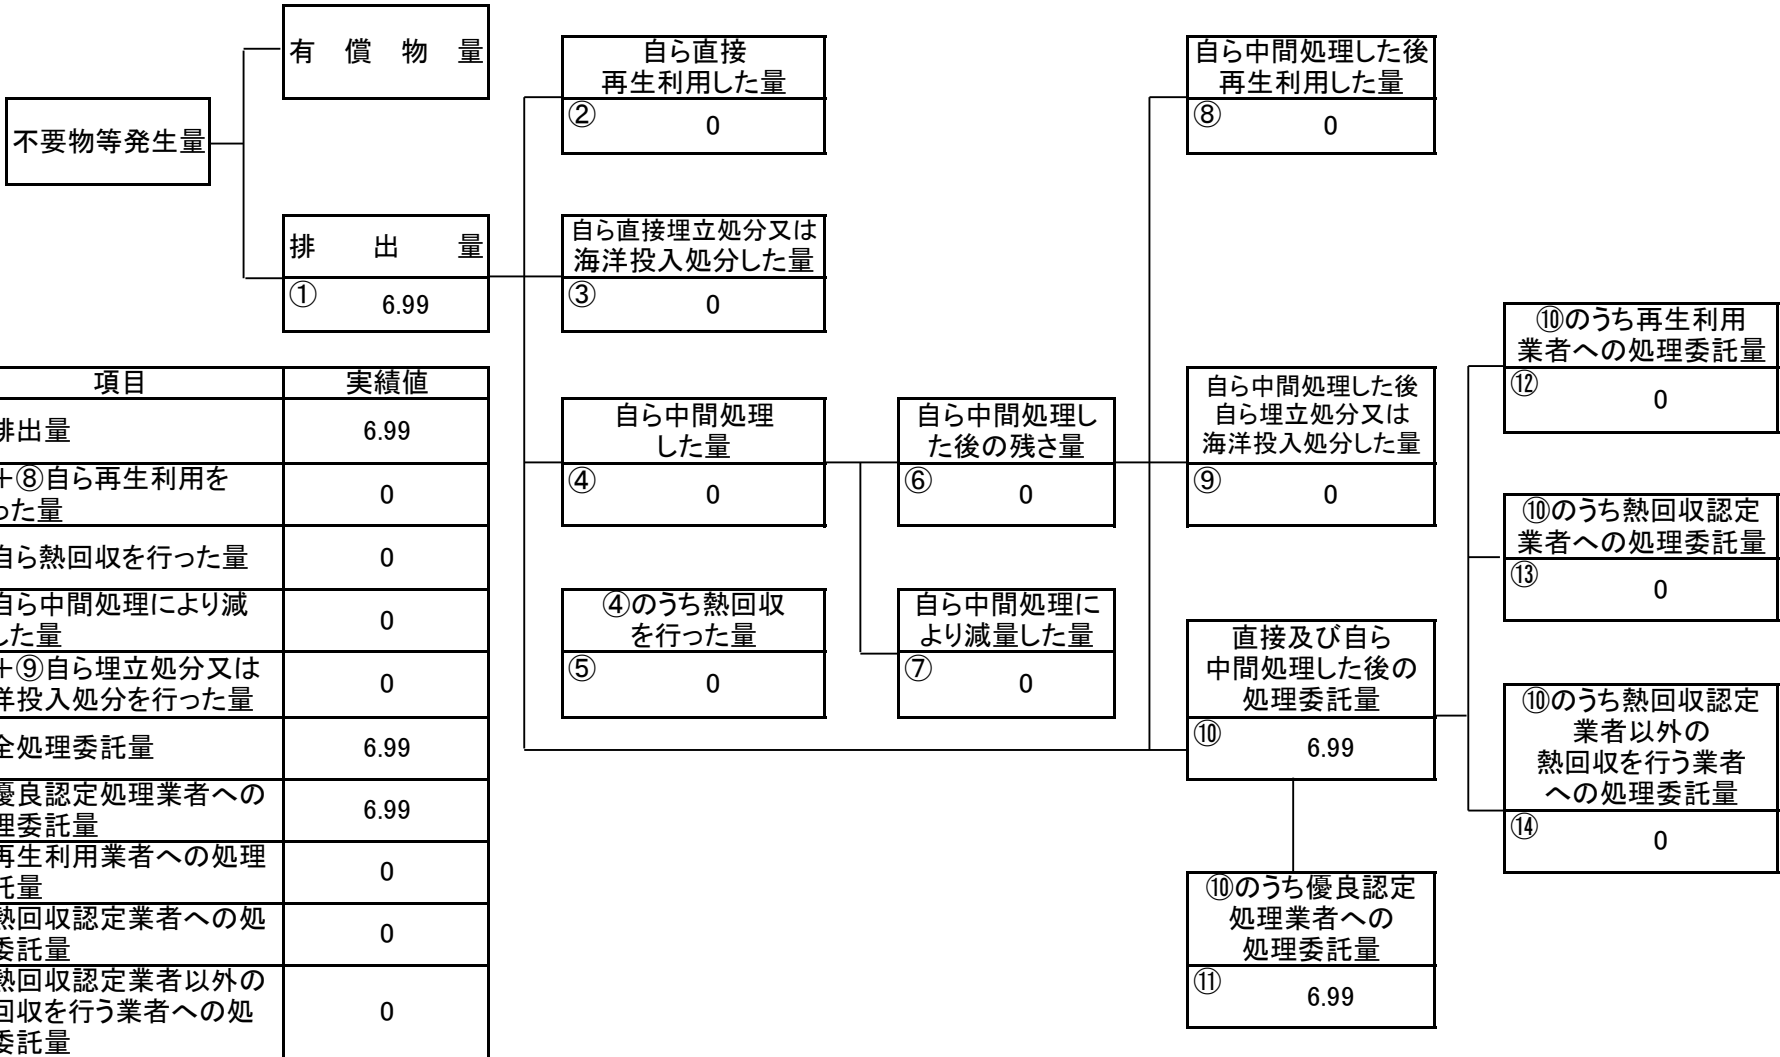 有償物量
不要物等発生量
排出量
①
6.99
自ら直接
再生利用した量
②
0
自ら直接埋立処分又は
海洋投入処分した量
③
0
自ら中間処理
した量
④
0
④のうち熱回収
を行った量
⑤
0
自ら中間処理し
た後の残さ量
⑥
0
自ら中間処理に
より減量した量
⑦
0
自ら中間処理した後
再生利用した量
⑧
0
自ら中間処理した後
自ら埋立処分又は
海洋投入処分した量
⑨
0
直接及び自ら
中間処理した後の
処理委託量
⑩
6.99
⑩のうち優良認定
処理業者への
処理委託量
⑪
6.99
⑩のうち再生利用
業者への処理委託量
⑫
0
⑩のうち熱回収認定
業者への処理委託量
⑬
0
⑩のうち熱回収認定
業者以外の
熱回収を行う業者
への処理委託量
⑭
0
項目 実績値
排出量 6.99
+⑧自ら再生利用を
った量
0
自ら熱回収を行った量 0
自ら中間処理により減
した量
0
+⑨自ら埋立処分又は
洋投入処分を行った量
0
全処理委託量 6.99
優良認定処理業者への
理委託量
6.99
再生利用業者への処理
託量
0
熱回収認定業者への処
委託量
0
熱回収認定業者以外の
回収を行う業者への処
委託量
0